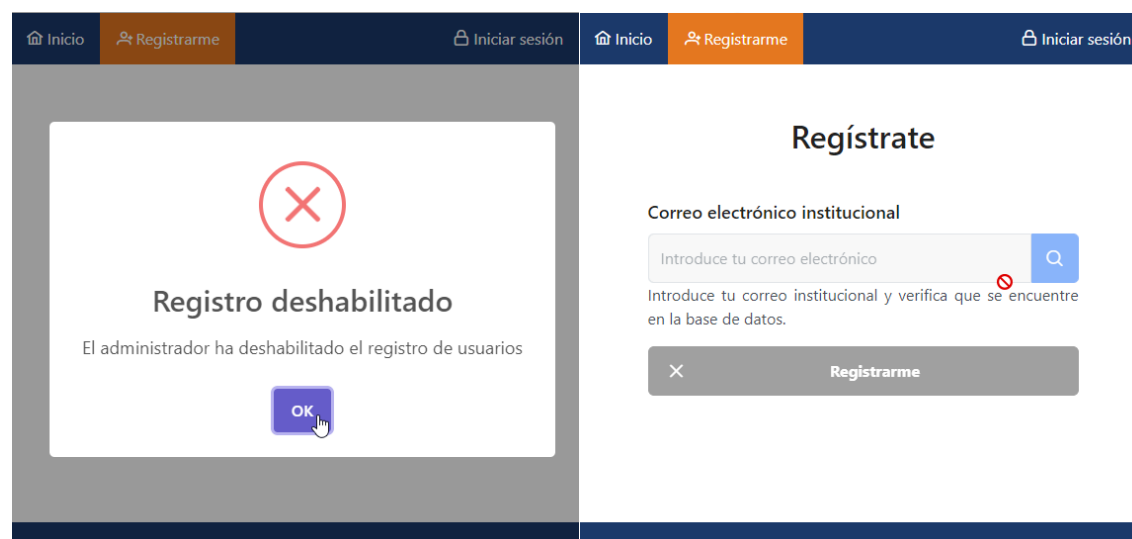 Inicio
Registrarme
Iniciar sesión
Registro deshabilitado
El administrador ha deshabilitado el registro de usuarios
OK
Inicio
Registrarme
Iniciar sesión
Regístrate
Correo electrónico institucional
Introduce tu correo electrónico
Introduce tu correo institucional y verifica que se encuentre
en la base de datos.
Registrarme